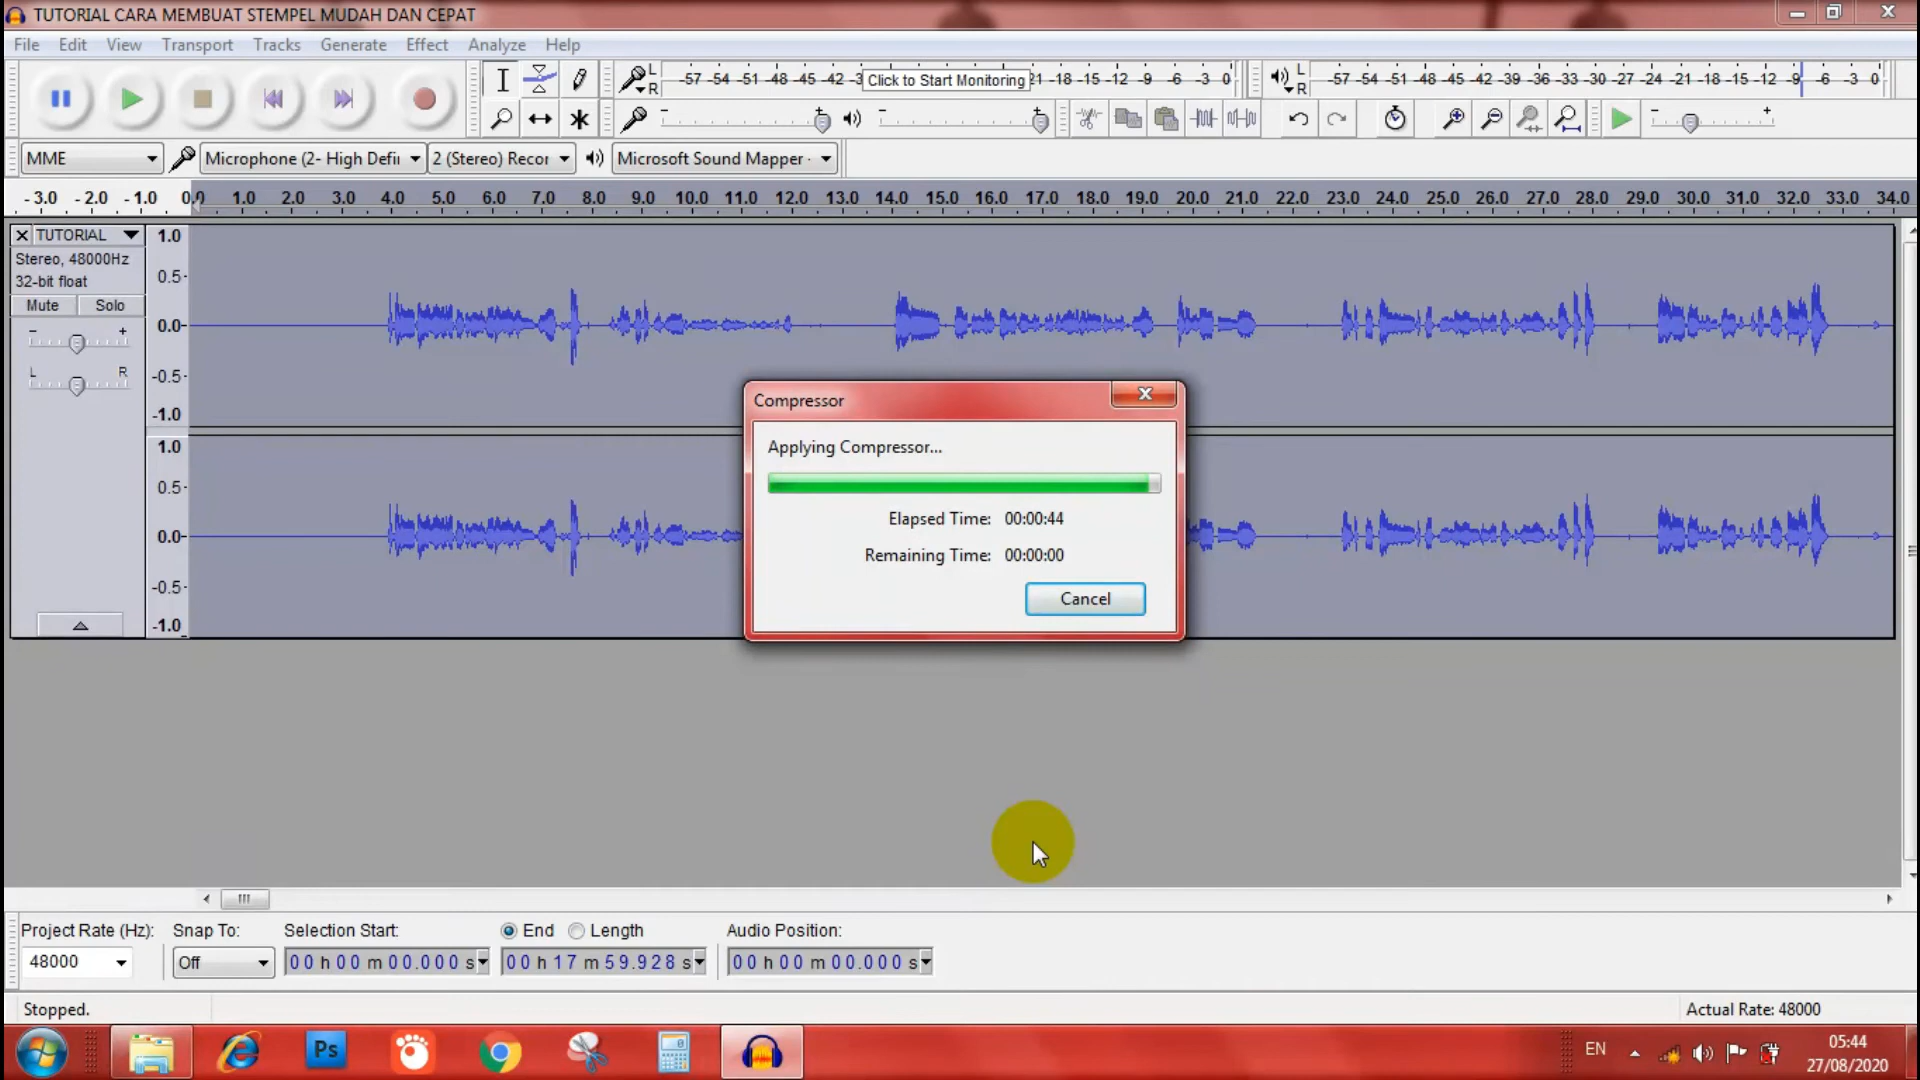 TUTORIAL CARA MEMBUAT STEMPEL MUDAH DAN CEPAT
File Edit View Transport Tracks Generate Effect Analyze Help
L
R
-57 -54 -51 -48 -45 -42 -3 Click to Start Monitoring 21 -18 -15 -12 -9 -6 -3 0
L
R
-57 -54 -51 -48 -45 -42 -39 -36 -33 -30 -27 -24 -21 -18 -15 -12 -9 -6 -3 0
MME Microphone (2- High Defii 2 (Stereo) Recor Microsoft Sound Mapper
-3.0 -2.0 -1.0 0.0 1.0 2.0 3.0 4.0 5.0 6.0 7.0 8.0 9.0 10.0 11.0 12.0 13.0 14.0 15.0 16.0 17.0 18.0 19.0 20.0 21.0 22.0 23.0 24.0 25.0 26.0 27.0 28.0 29.0 30.0 31.0 32.0 33.0 34.0
TUTORIAL
Stereo, 48000Hz
32-bit float
Mute Solo
- +
L R
1.0
0.5
0.0
-0.5
-1.0
1.0
0.5
0.0
-0.5
-1.0
Compressor
Applying Compressor...
Elapsed Time: 00:00:44
Remaining Time: 00:00:00
Cancel
Project Rate (Hz): Snap To: Selection Start: End Length Audio Position:
48000 Off 00 h 00 m 00.000 s 00 h 17 m 59.928 s 00 h 00 m 00.000 s
Stopped. Actual Rate: 48000
Ps
EN
05:44
27/08/2020